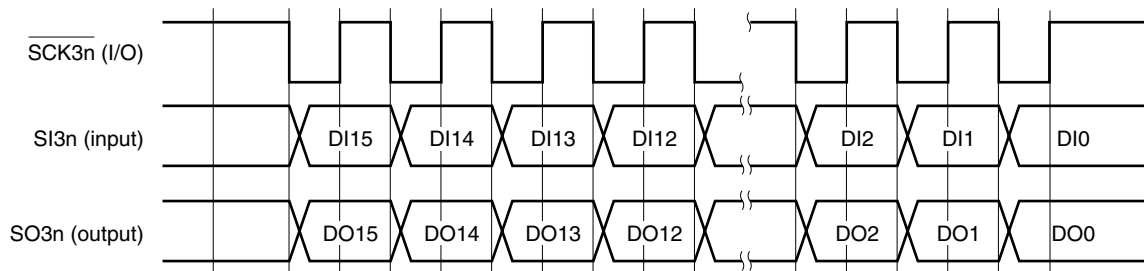 SCK3n (I/O)
SI3n (input) DI15 DI14 DI13 DI12 DI2 DI1 DI0
SO3n (output) DO15 DO14 DO13 DO12 DO2 DO1 DO0